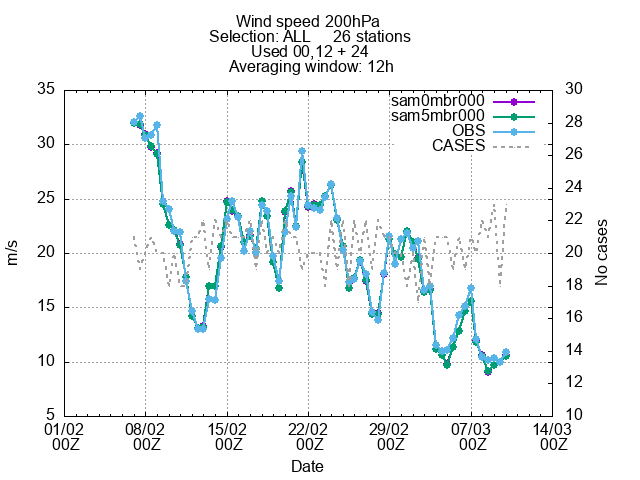 Wind speed 200hPa
Selection: ALL 26 stations
Used 00,12 + 24
Averaging window: 12h
sam0mbr000
sam5mbr000
OBS
CASES
m/s
35
30
25
20
15
10
5
No cases
30
28
26
24
22
20
18
16
14
12
10
01/02 08/02 15/02 22/02 29/02 07/03 14/03
00Z 00Z 00Z 00Z 00Z 00Z 00Z
Date